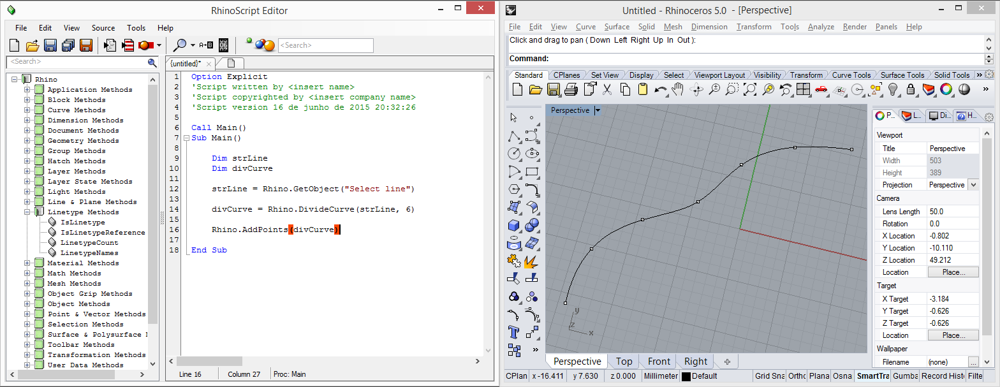 RhinoScript Editor
File Edit View Source Tools Help
<Search>
<Search>
{untitled}*
Rhino
Application Methods
Block Methods
Curve Methods
Dimension Methods
Document Methods
Geometry Methods
Group Methods
Hatch Methods
Layer Methods
Layer State Methods
Light Methods
Line & Plane Methods
Linetype Methods
IsLinetype
IsLinetypeReference
LinetypeCount
LinetypeNames
Material Methods
Math Methods
Mesh Methods
Object Grip Methods
Object Methods
Point & Vector Methods
Selection Methods
Surface & Polysurface
Toolbar Methods
Transformation Methods
User Data Methods
1 Option Explicit
2 'Script written by <insert name>
3 'Script copyrighted by <insert company name>
4 'Script version 16 de junho de 2015 20:32:26
5
6 Call Main()
7 Sub Main()
8
9 Dim strLine
10 Dim divCurve
11
12 strLine = Rhino.GetObject("Select line")
13
14 divCurve = Rhino.DivideCurve(strLine, 6)
15
16 Rhino.AddPoints(divCurve)
17
18 End Sub
Line 16 Column 27 Proc: Main
Untitled - Rhinoceros 5.0 - [Perspective]
File Edit View Curve Surface Solid Mesh Dimension Transform Tools Analyze Render Panels Help
Click and drag to pan ( Down Left Right Up In Out ):
Command:
Standard CPlanes Set View Display Select Viewport Layout Visibility Transform Curve Tools Surface Tools Solid Tools »
Perspective
y
z
x
P... L... Di... H...
Viewport
Title Perspective
Width 503
Height 389
Projection Perspective
Camera
Lens Length 50.0
Rotation 0.0
X Location -0.802
Y Location -10.110
Z Location 49.212
Location Place...
Target
X Target -3.184
Y Target -0.626
Z Target -0.626
Location Place...
Wallpaper
Filename (none) ...
Perspective Top Front Right
CPlan x -16.411 y 7.630 z 0.000 Millimeter Default Grid Sna Ortho Plana Osna SmartTra Gumba Record Histo Filte